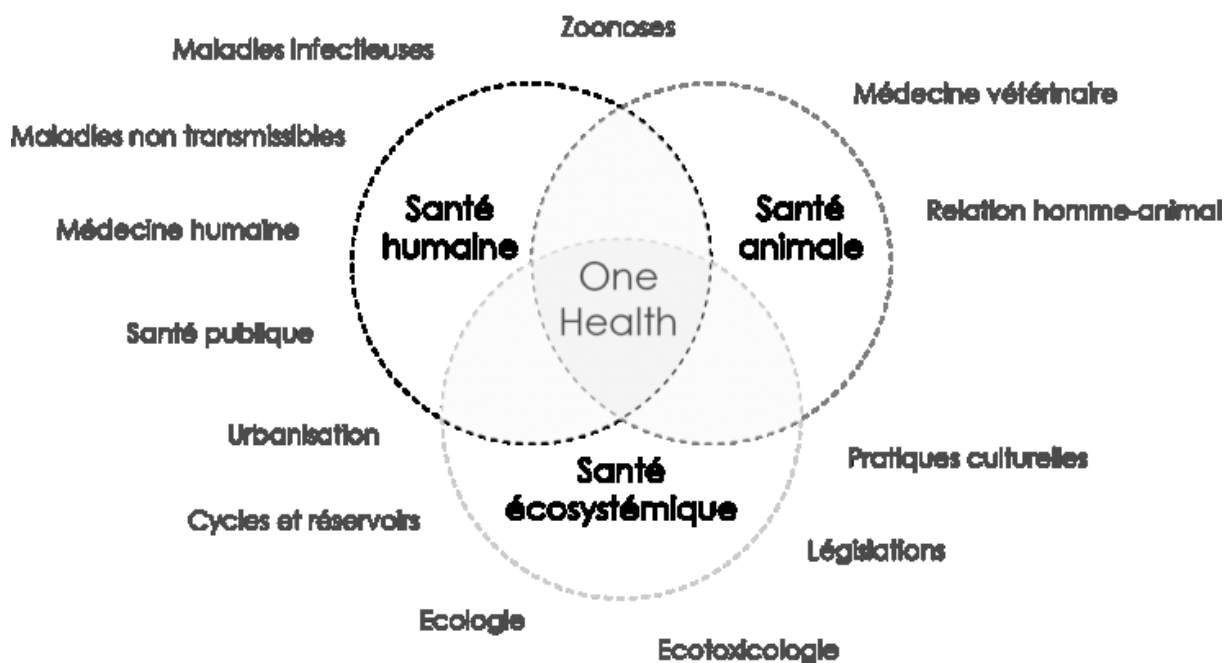 Zoonoses
Maladies infectieuses
Médecine vétérinaire
Maladies non transmissibles
Santé
humaine
Santé
animale
Relation homme-animal
Médecine humaine
One
Health
Santé publique
Urbanisation
Pratiques culturelles
Santé
écosystémique
Cycles et réservoirs
Législations
Ecologie
Ecotoxicologie